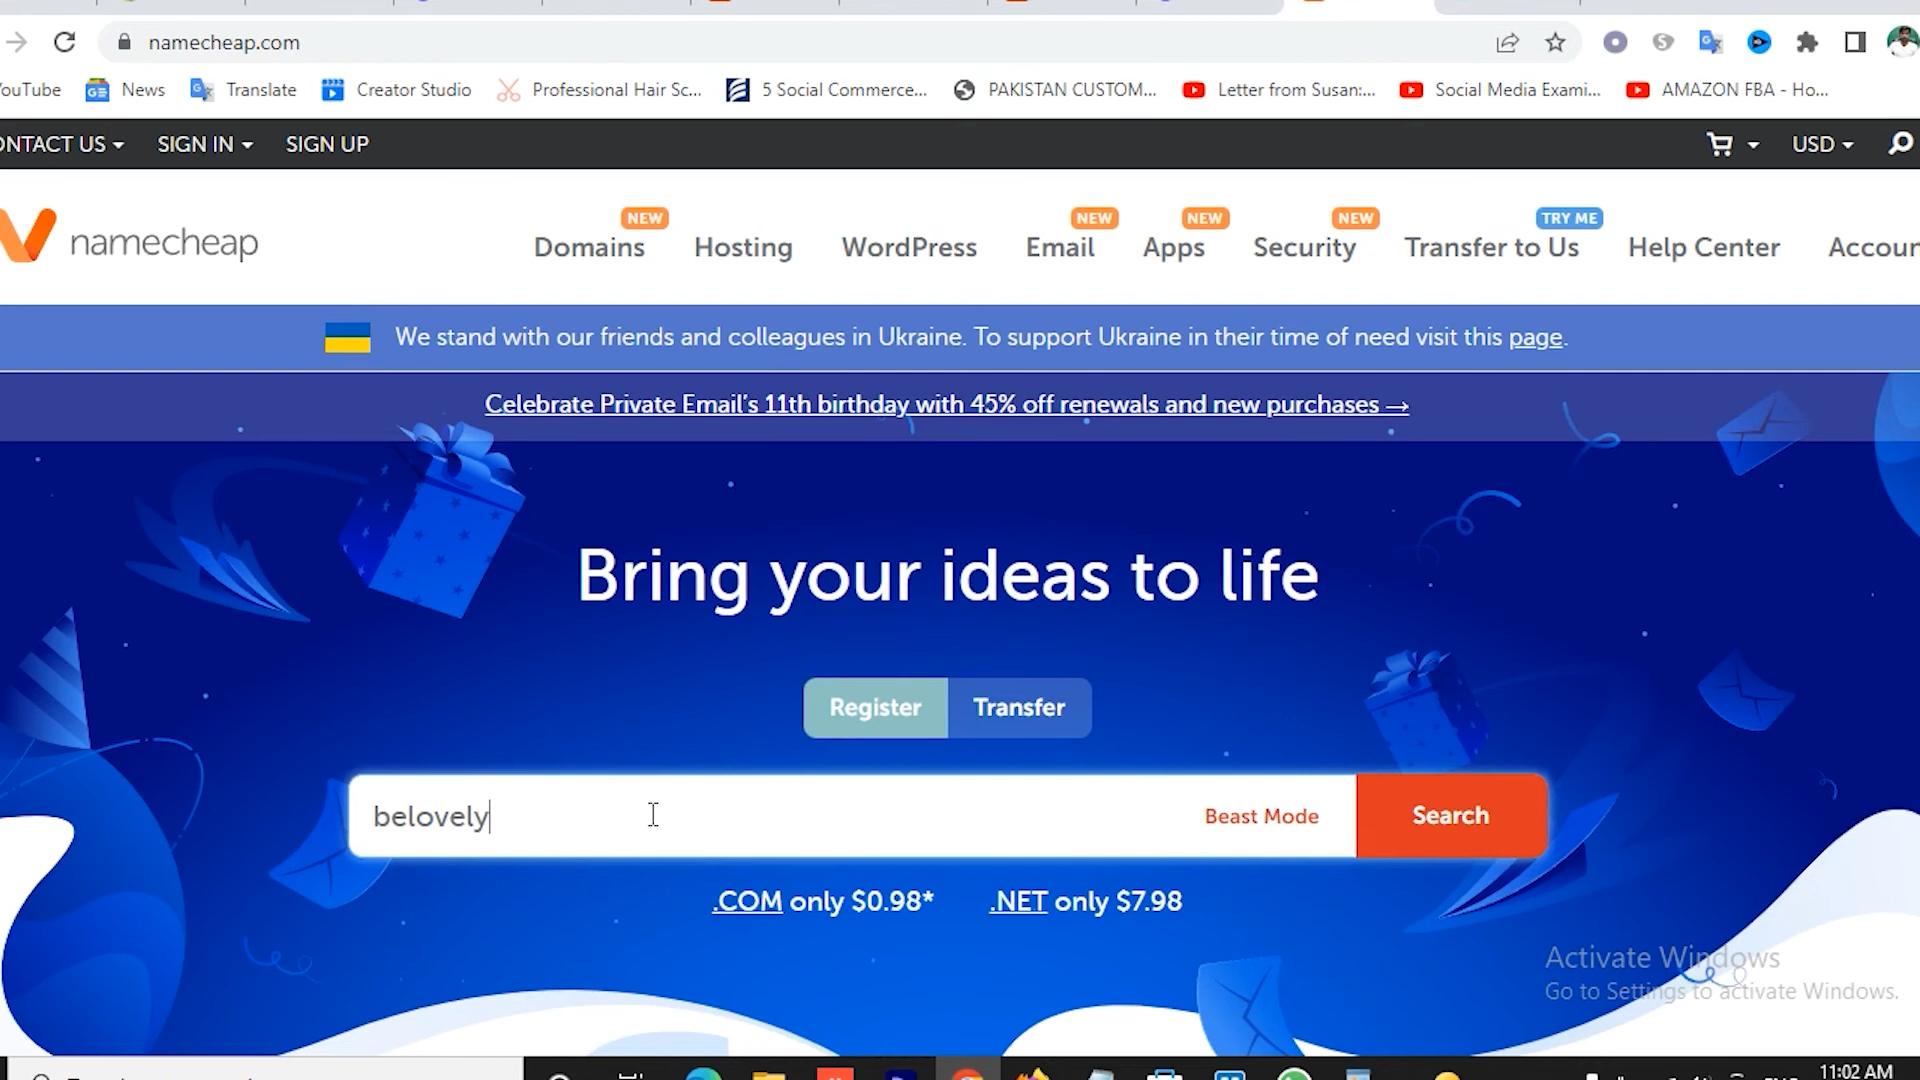 namecheap.com
YouTube News Translate Creator Studio Professional Hair Sc... 5 Social Commerce... PAKISTAN CUSTOM... Letter from Susan:... Social Media Exami... AMAZON FBA - Ho...
ONTACT US SIGN IN SIGN UP USD
NEW NEW NEW NEW TRY ME
namecheap Domains Hosting WordPress Email Apps Security Transfer to Us Help Center Accoun
We stand with our friends and colleagues in Ukraine. To support Ukraine in their time of need visit this page.
Celebrate Private Email's 11th birthday with 45% off renewals and new purchases →
Bring your ideas to life
Register Transfer
belovely Beast Mode Search
.COM only $0.98* .NET only $7.98
Activate Windows
Go to Settings to activate Windows.
11:02 AM